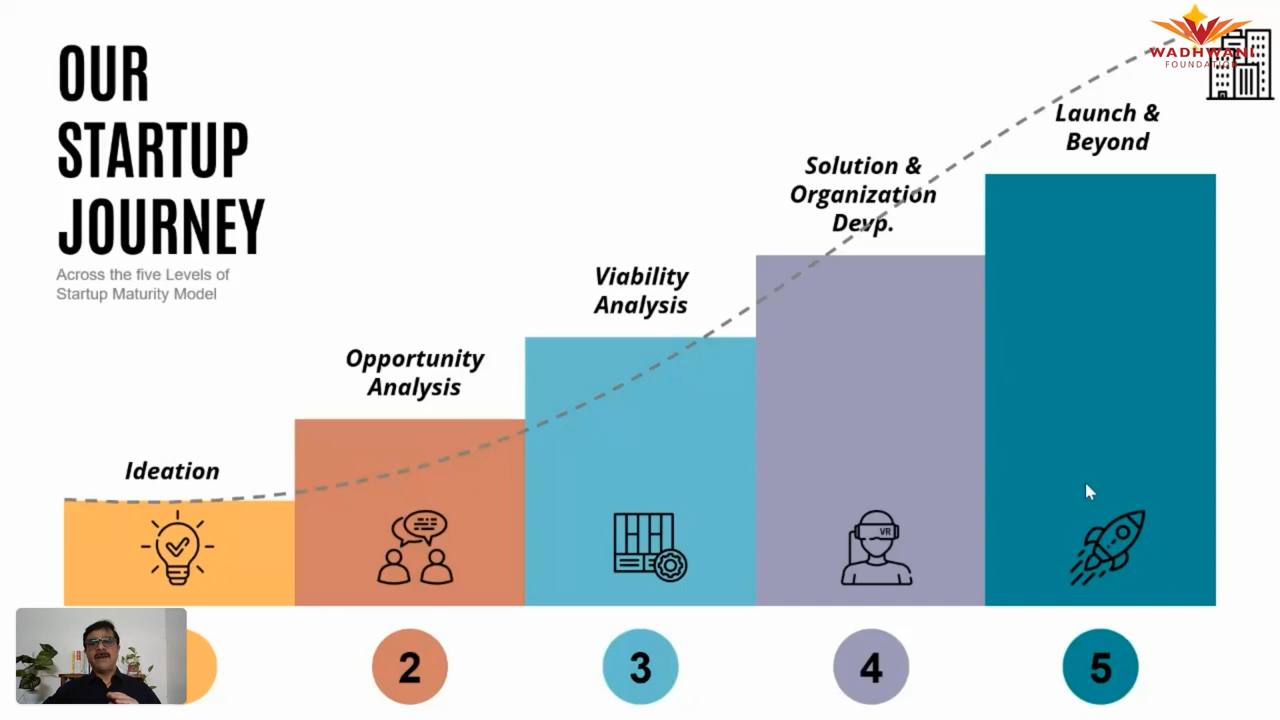 OUR
STARTUP
JOURNEY
Across the five Levels of
Startup Maturity Model
WADHWANI
FOUNDATION
Launch &
Beyond
Solution &
Organization
Devp.
Viability
Analysis
Opportunity
Analysis
Ideation
VR
2
3
4
5